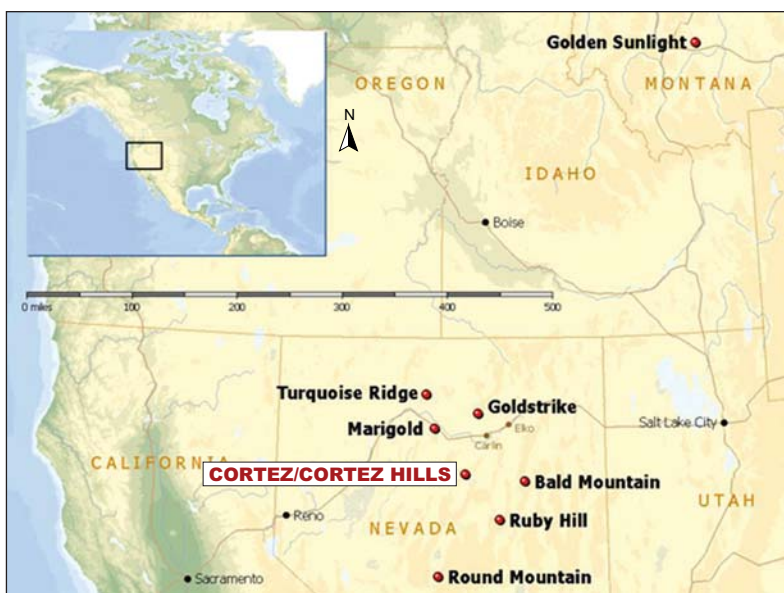 Golden Sunlight
OREGON
MONTANA
N
IDAHO
Boise
0 miles 100 200 300 400 500
Turquoise Ridge
Goldstrike
Marigold
Elko
Carlin
Salt Lake City
CALIFORNIA
CORTEZ/CORTEZ HILLS
Bald Mountain
UTAH
Reno
NEVADA
Ruby Hill
Sacramento
Round Mountain